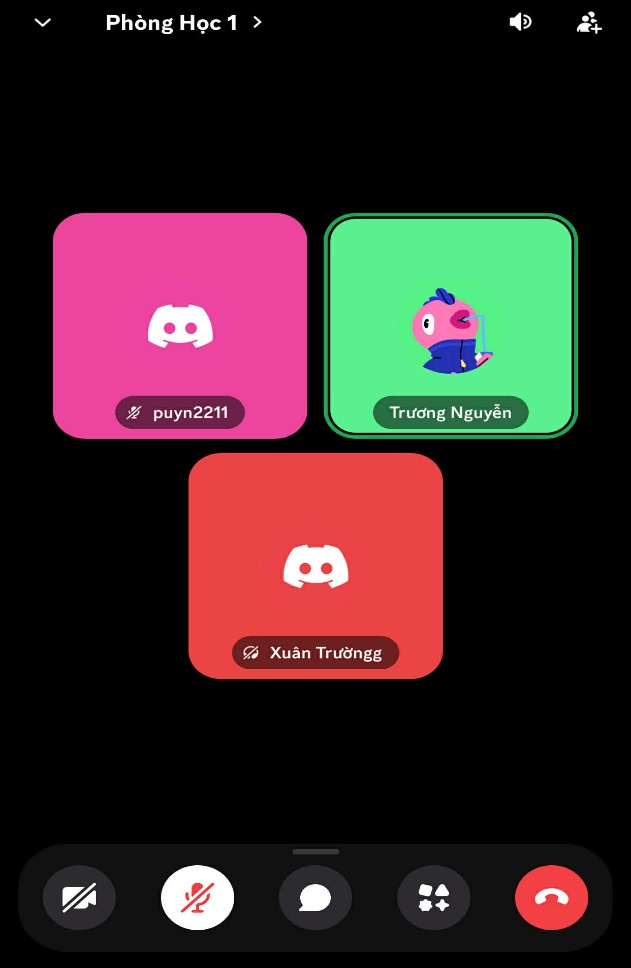 Phòng Học 1
puyn2211
Trương Nguyễn
Xuân Trườngg